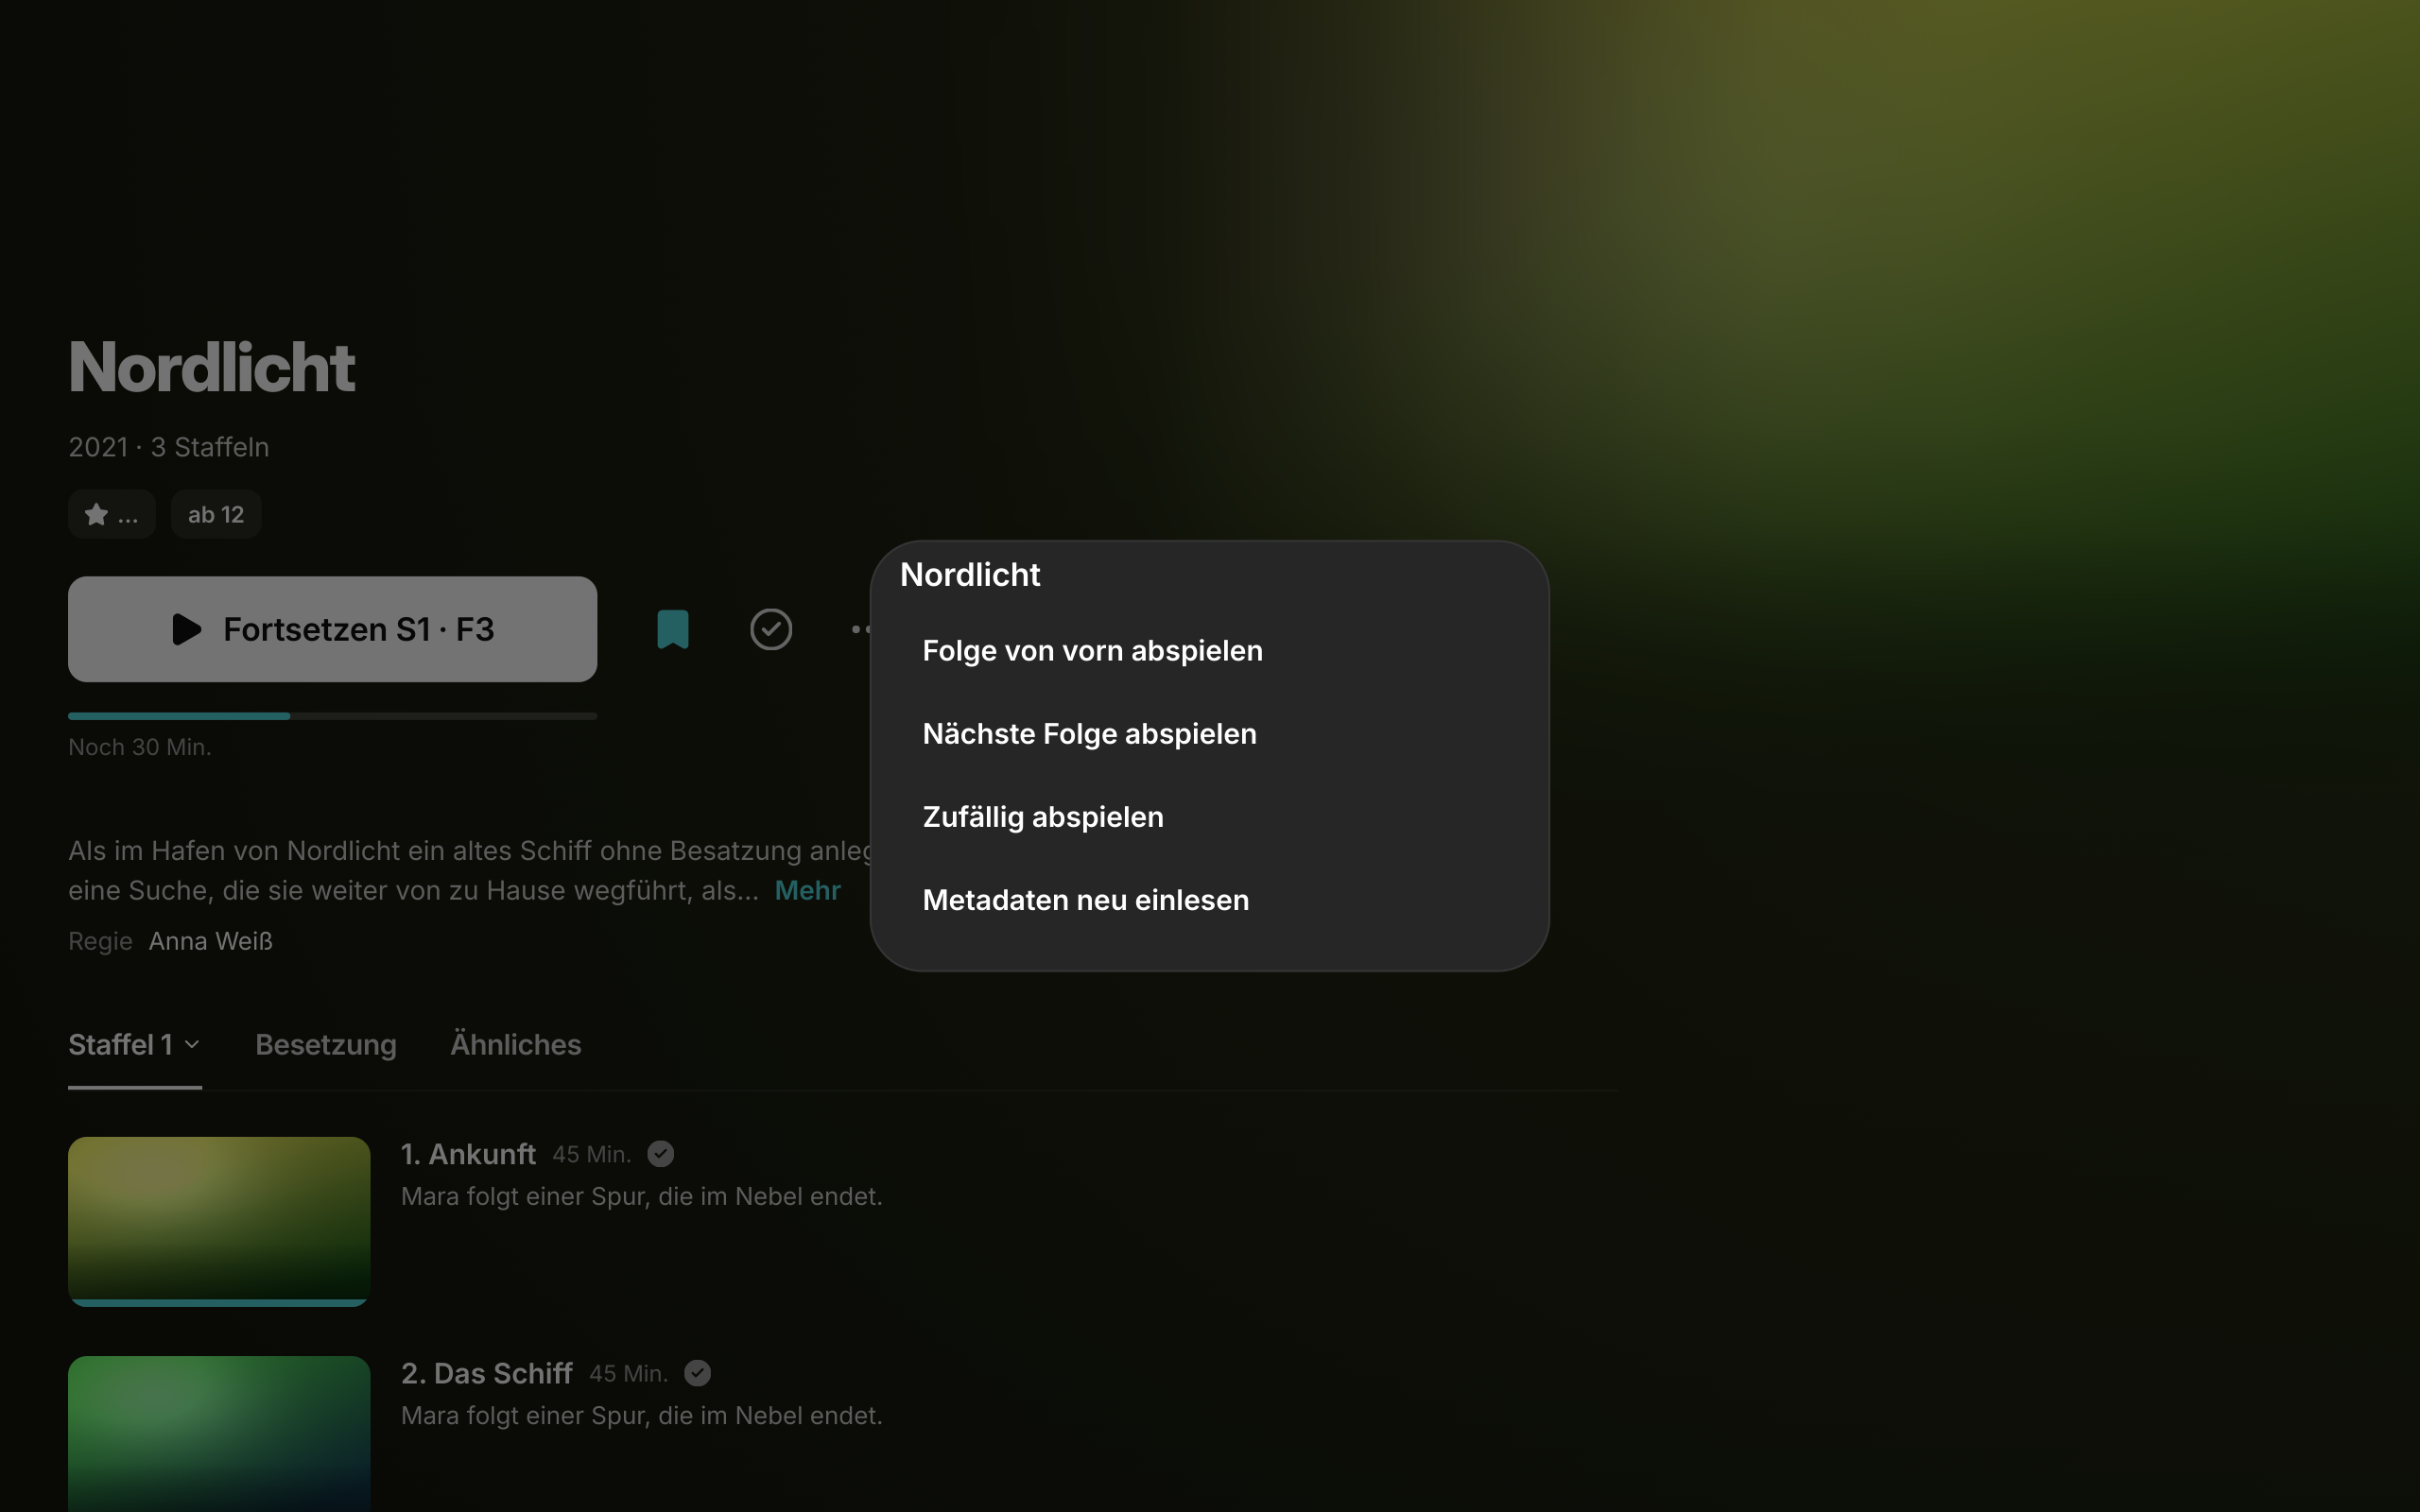 Nordlicht
2021 · 3 Staffeln
... ab 12
Fortsetzen S1 · F3
Noch 30 Min.
Als im Hafen von Nordlicht ein altes Schiff ohne Besatzung
eine Suche, die sie weiter von zu Hause wegführt, als... Mehr
Regie Anna Weiß
Nordlicht
Folge von vorn abspielen
Nächste Folge abspielen
Zufällig abspielen
Metadaten neu einlesen
Staffel 1 Besetzung Ähnliches
1. Ankunft 45 Min.
Mara folgt einer Spur, die im Nebel endet.
2. Das Schiff 45 Min.
Mara folgt einer Spur, die im Nebel endet.